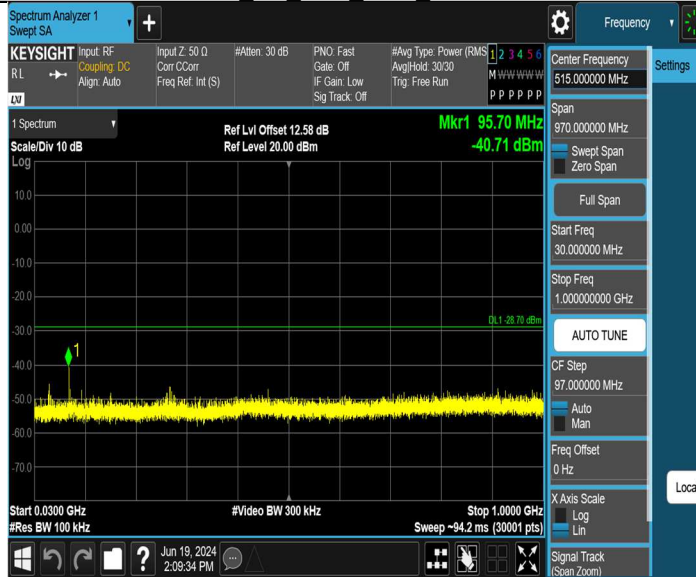 Spectrum Analyzer 1
Swept SA
Frequency
KEYSIGHT
RL
LXI
Input: RF
Coupling: DC
Align: Auto
Input Z: 50 Ω
Corr CCorr
Freq Ref: Int (S)
#Atten: 30 dB
PNO: Fast
Gate: Off
IF Gain: Low
Sig Track: Off
#Avg Type: Power (RMS
Avg|Hold: 30/30
Trig: Free Run
1 2 3 4 5 6
M W W W W W
P P P P P P
1 Spectrum
Scale/Div 10 dB
Log
Ref Lvl Offset 12.58 dB
Ref Level 20.00 dBm
Mkr1 95.70 MHz
-40.71 dBm
10.0
0.00
-10.0
-20.0
-30.0
-40.0
-50.0
-60.0
-70.0
DL1 -28.70 dBm
1
Start 0.0300 GHz
#Res BW 100 kHz
#Video BW 300 kHz
Stop 1.0000 GHz
Sweep ~94.2 ms (30001 pts)
?
Jun 19, 2024
2:09:34 PM
Center Frequency
515.000000 MHz
Span
970.000000 MHz
Swept Span
Zero Span
Full Span
Start Freq
30.000000 MHz
Stop Freq
1.000000000 GHz
AUTO TUNE
CF Step
97.000000 MHz
Auto
Man
Freq Offset
0 Hz
X Axis Scale
Log
Lin
Signal Track
(Span Zoom)
Settings
Loca